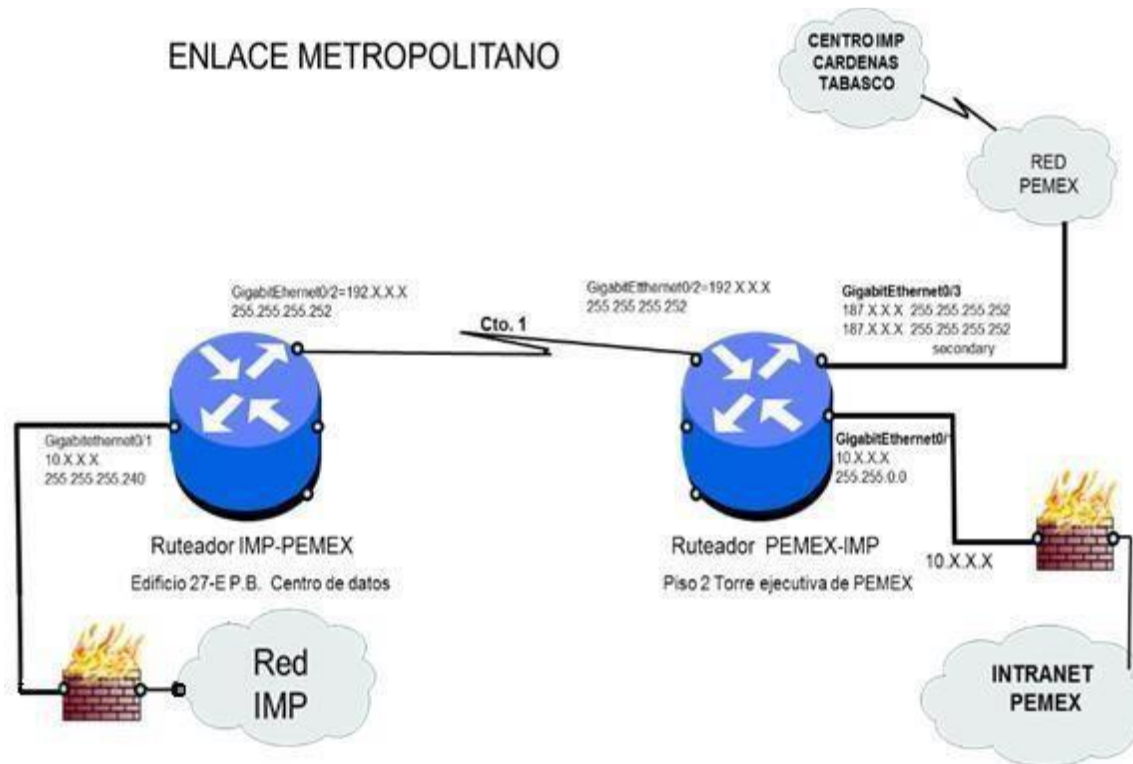 ENLACE METROPOLITANO
CENTRO IMP
CARDENAS
TABASCO
RED
PEMEX
GigabitEhernet0/2=192.X.X.X
255.255.255.252
Cto. 1
GigabitEtthernet0/2=192.X.X.X
255.255.255.252
GigabitEthernet0/3
187.X.X.X 255.255.255.252
187.X.X.X 255.255.255.252
secondary
Gigabitethernet0/1
10.X.X.X
255.255.255.240
GigabitEthernet0/
10.X.X.X
255.255.0.0
Ruteador IMP-PEMEX
Edificio 27-E P.B. Centro de datos
Ruteador PEMEX-IMP
Piso 2 Torre ejecutiva de PEMEX
10.X.X.X
Red
IMP
INTRANET
PEMEX